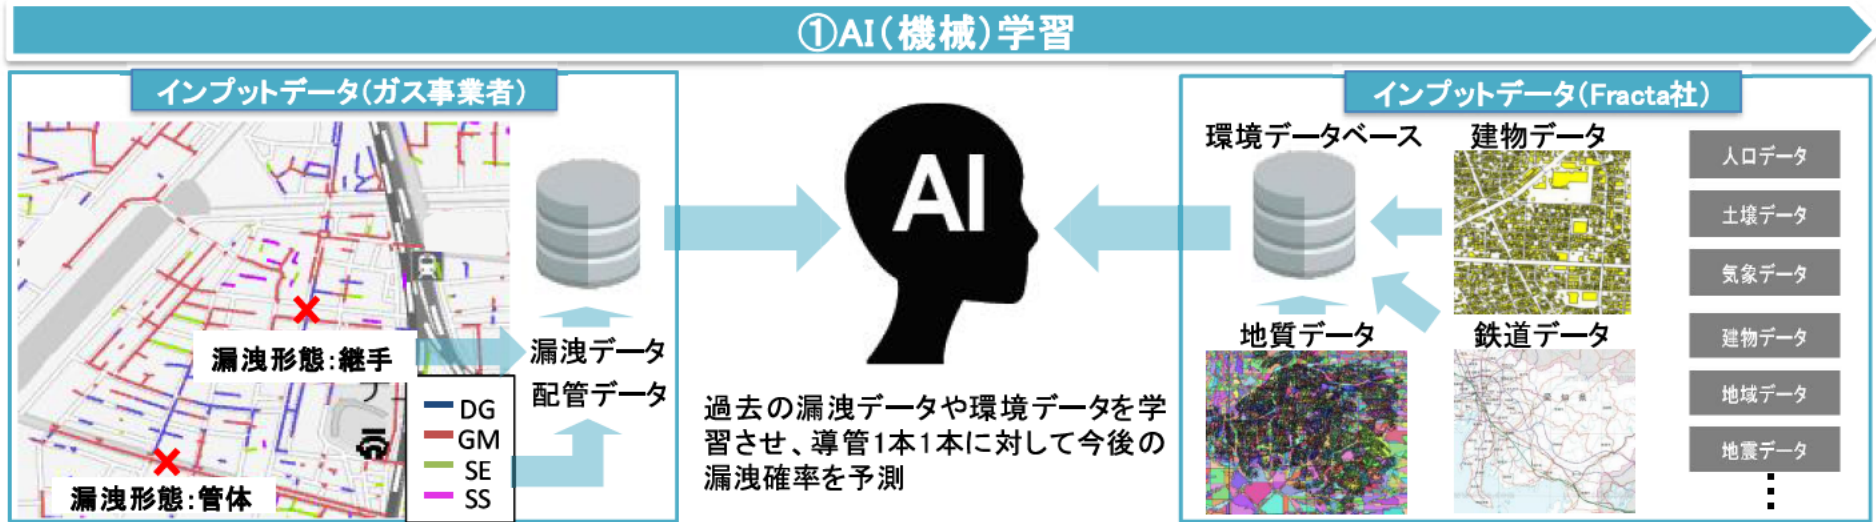 ①AI(機械)学習
インプットデータ(ガス事業者)
漏洩形態:継手
漏洩形態:管体
DG
GM
SE
SS
漏洩データ
配管データ
AI
過去の漏洩データや環境データを学
習させ、導管1本1本に対して今後の
漏洩確率を予測
インプットデータ(Fracta社)
環境データベース
建物データ
地質データ
鉄道データ
人口データ
土壌データ
気象データ
建物データ
地域データ
地震データ